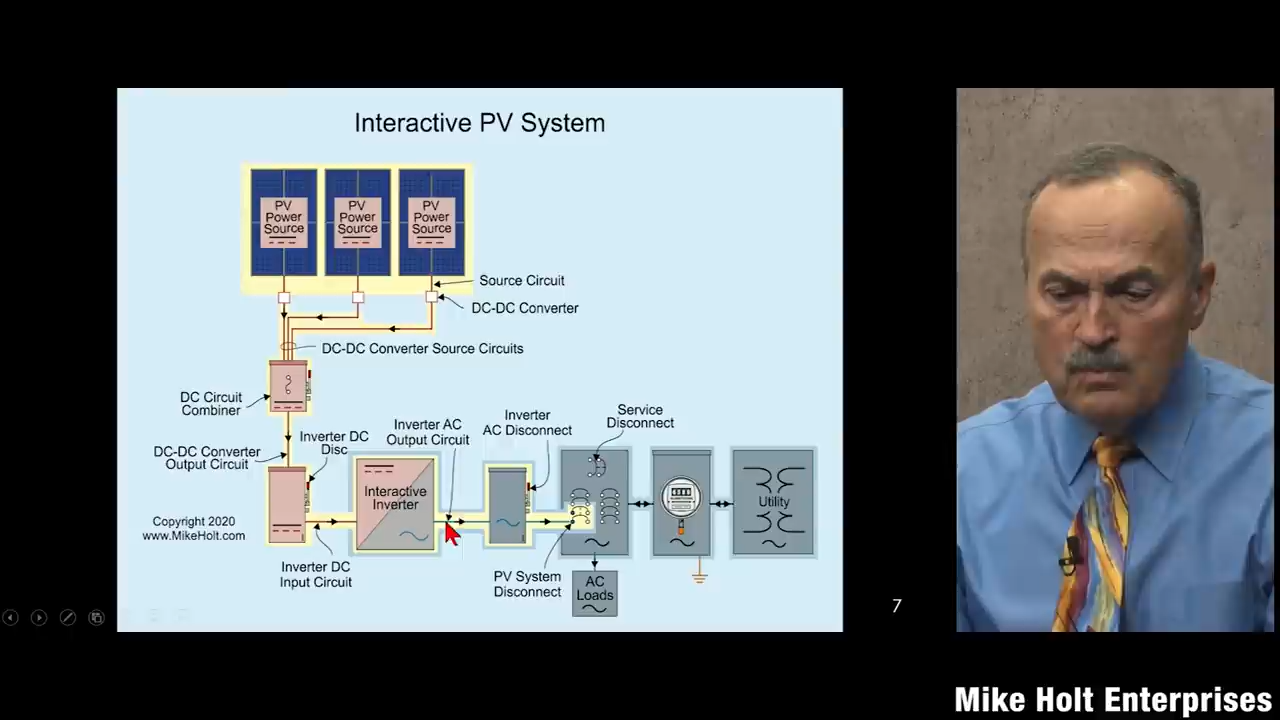 Interactive PV System
PV
Power
Source
PV
Power
Source
PV
Power
Source
Source Circuit
DC-DC Converter
DC-DC Converter Source Circuits
DC Circuit
Combiner
DC-DC Converter
Output Circuit
Inverter DC
Disc
Inverter AC
Output Circuit
Inverter
AC Disconnect
Service
Disconnect
Interactive
Inverter
Utility
Copyright 2020
www.MikeHolt.com
Inverter DC
Input Circuit
PV System
Disconnect
AC
Loads
7
Mike Holt Enterprises